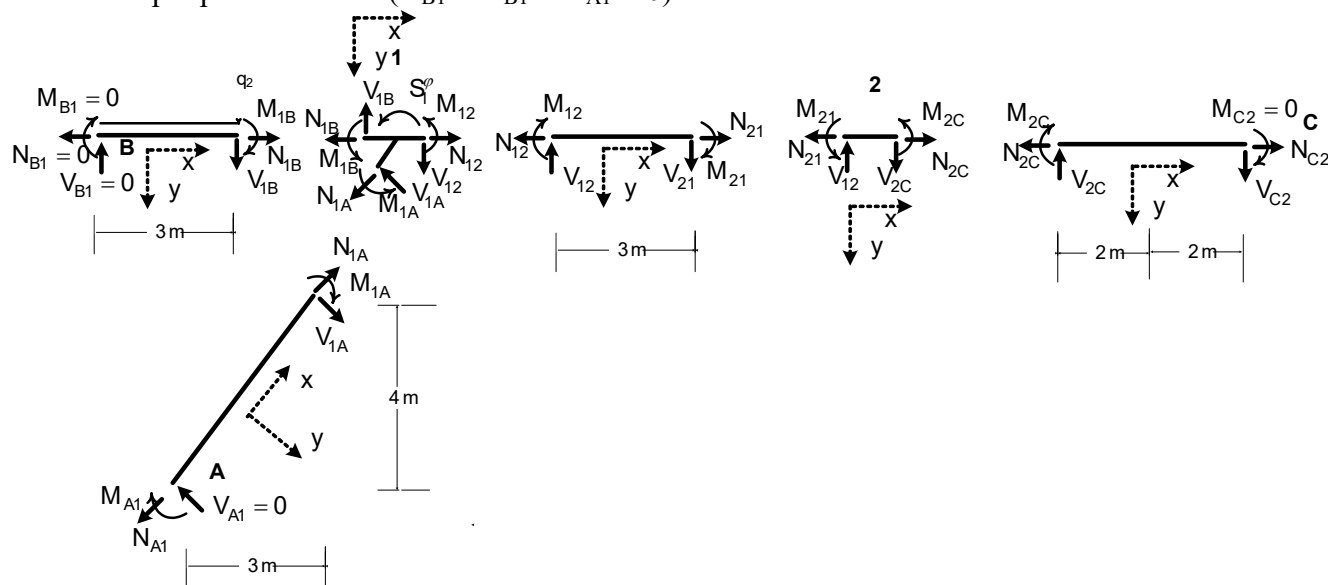 x
y 1
q₂
M_B1 = 0
M_1B
N_B1 = 0
B
x
N_1B
V_B1 = 0
y
V_1B
3 m
V_1B
S₁^φ
M_12
N_1B
N_12
M_1B
V_12
N_1A
V_1A
M_1A
M_12
N_21
N_12
x
V_12
y
V_21
M_21
3 m
2
M_21
M_2C
N_21
N_2C
V_12
V_2C
x
y
M_2C
M_C2 = 0
C
N_2C
N_C2
x
V_2C
y
V_C2
2 m
2 m
N_1A
M_1A
V_1A
x
4 m
y
A
M_A1
V_A1 = 0
N_A1
3 m